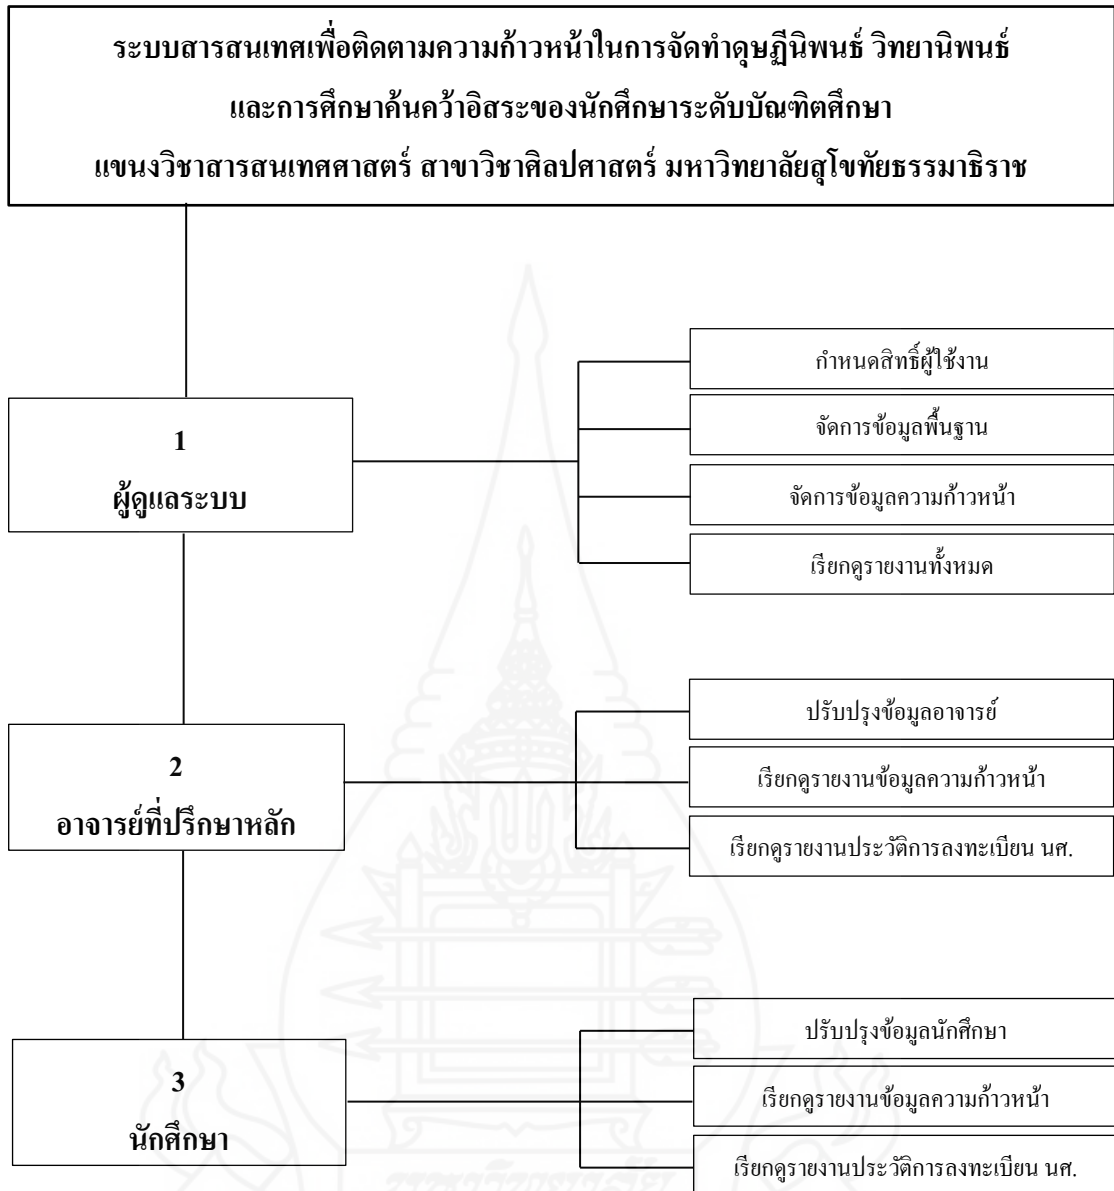 ระบบสารสนเทศเพื่อติดตามความก้าวหน้าในการจัดทำดุษฎีนิพนธ์ วิทยานิพนธ์
และการศึกษาค้นคว้าอิสระของนักศึกษาระดับบัณฑิตศึกษา
แขนงวิชาสารสนเทศศาสตร์ สาขาวิชาศิลปศาสตร์ มหาวิทยาลัยสุโขทัยธรรมาธิราช
1
ผู้ดูแลระบบ
กำหนดสิทธิ์ผู้ใช้งาน
จัดการข้อมูลพื้นฐาน
จัดการข้อมูลความก้าวหน้า
เรียกดูรายงานทั้งหมด
2
อาจารย์ที่ปรึกษาหลัก
ปรับปรุงข้อมูลอาจารย์
เรียกดูรายงานข้อมูลความก้าวหน้า
เรียกดูรายงานประวัติการลงทะเบียน นศ.
3
นักศึกษา
ปรับปรุงข้อมูลนักศึกษา
เรียกดูรายงานข้อมูลความก้าวหน้า
เรียกดูรายงานประวัติการลงทะเบียน นศ.